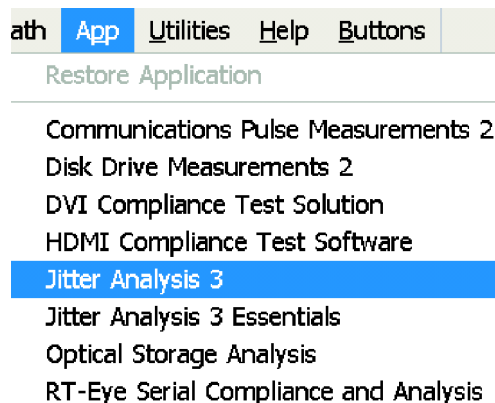 ath App Utilities Help Buttons
Restore Application
Communications Pulse Measurements 2
Disk Drive Measurements 2
DVI Compliance Test Solution
HDMI Compliance Test Software
Jitter Analysis 3
Jitter Analysis 3 Essentials
Optical Storage Analysis
RT-Eye Serial Compliance and Analysis